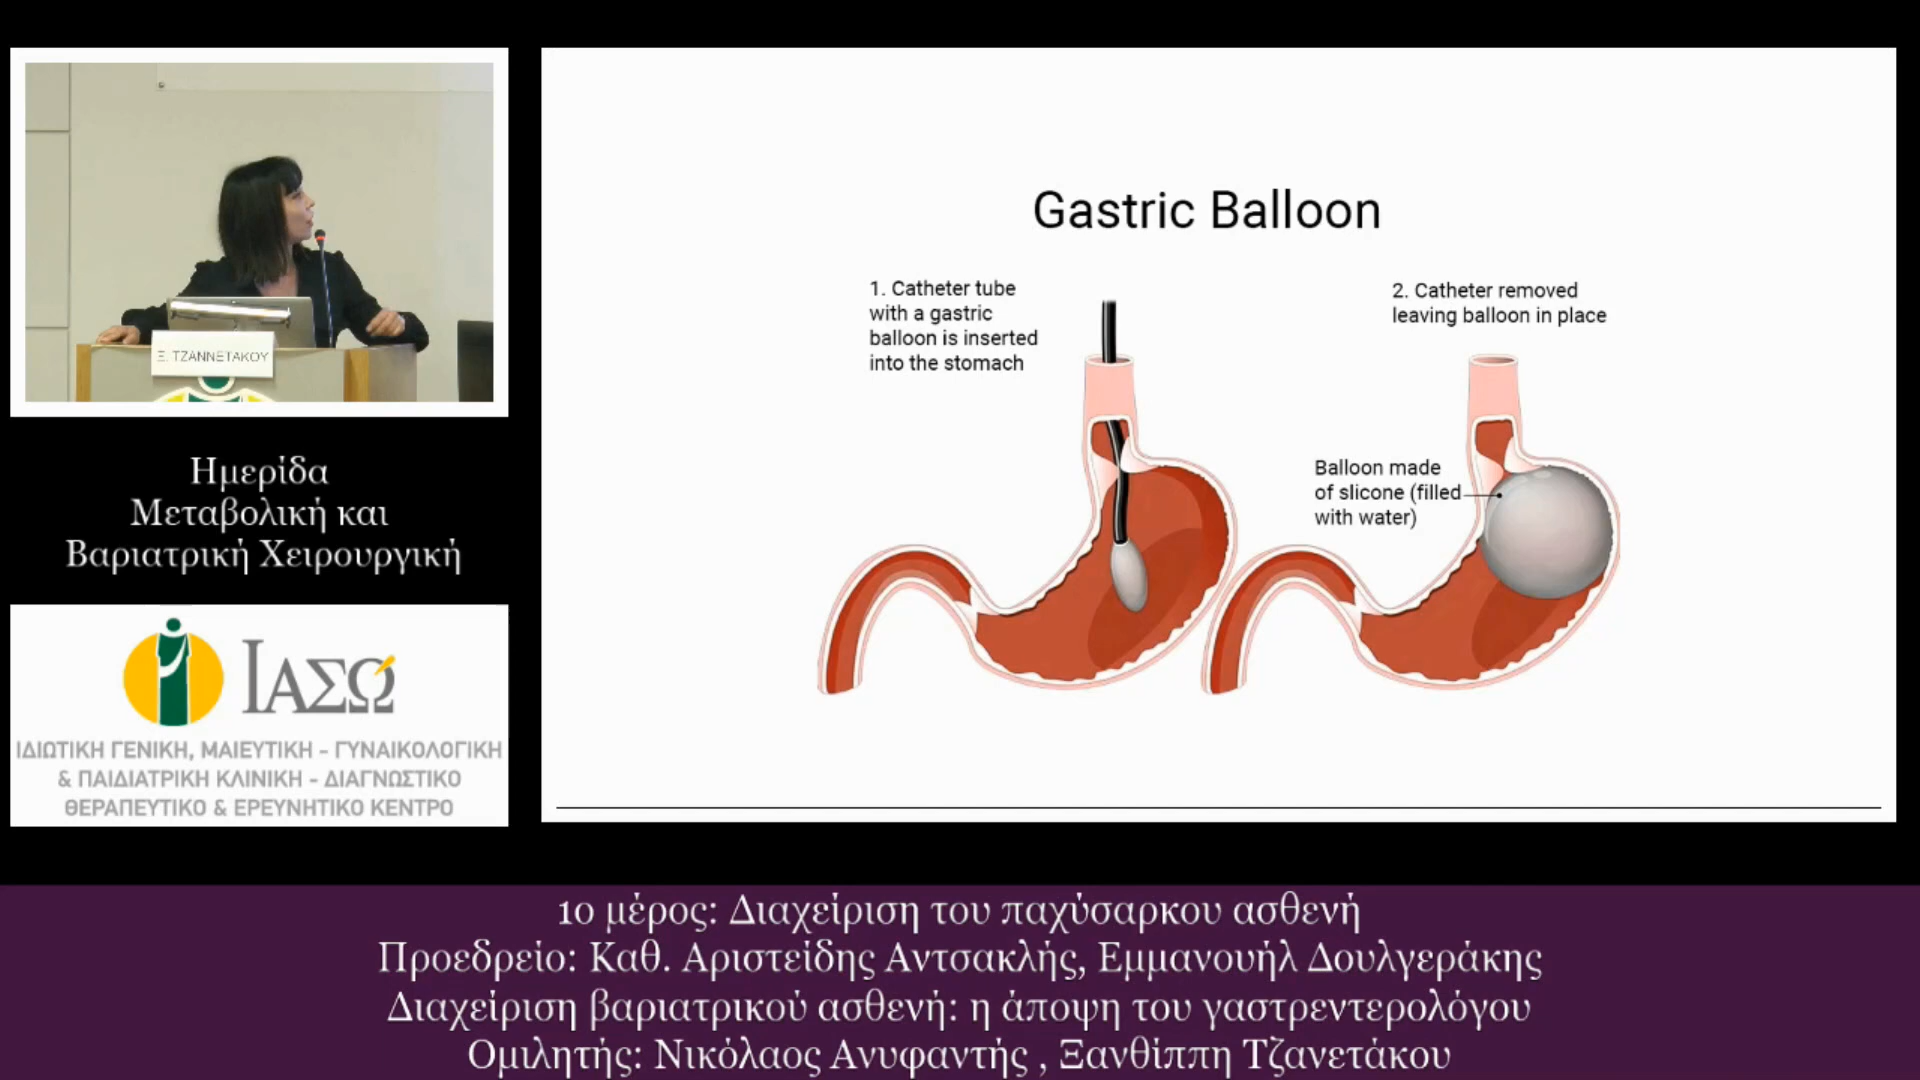 Ξ. ΤΖΑΝΝΕΤΑΚΟΥ
Ημερίδα
Μεταβολική και
Βαριατρική Χειρουργική
ΙΑΣΩ
ΙΔΙΩΤΙΚΗ ΓΕΝΙΚΗ, ΜΑΙΕΥΤΙΚΗ - ΓΥΝΑΙΚΟΛΟΓΙΚΗ
& ΠΑΙΔΙΑΤΡΙΚΗ ΚΛΙΝΙΚΗ - ΔΙΑΓΝΩΣΤΙΚΟ
ΘΕΡΑΠΕΥΤΙΚΟ & ΕΡΕΥΝΗΤΙΚΟ ΚΕΝΤΡΟ
Gastric Balloon
1. Catheter tube
with a gastric
balloon is inserted
into the stomach
2. Catheter removed
leaving balloon in place
Balloon made
of slicone (filled
with water)
1ο μέρος: Διαχείριση του παχύσαρκου ασθενή
Προεδρείο: Καθ. Αριστείδης Αντσακλής, Εμμανουήλ Δουλγεράκης
Διαχείριση βαριατρικού ασθενή: η άποψη του γαστρεντερολόγου
Ομιλητής: Νικόλαος Ανυφαντής , Ξανθίππη Τζανετάκου